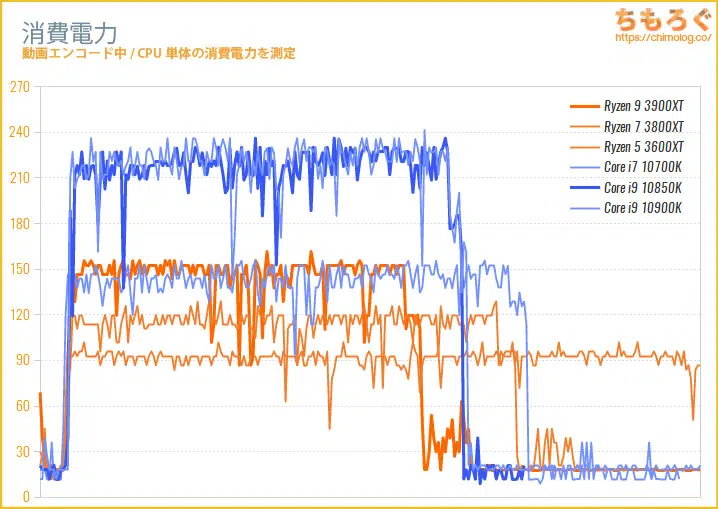 消費電力
動画エンコード中 / CPU 単体の消費電力を測定
ちもろぐ
https://chimolog.co/
270
240
210
180
150
120
90
60
30
0
Ryzen 9 3900XT
Ryzen 7 3800XT
Ryzen 5 3600XT
Core i7 10700K
Core i9 10850K
Core i9 10900K